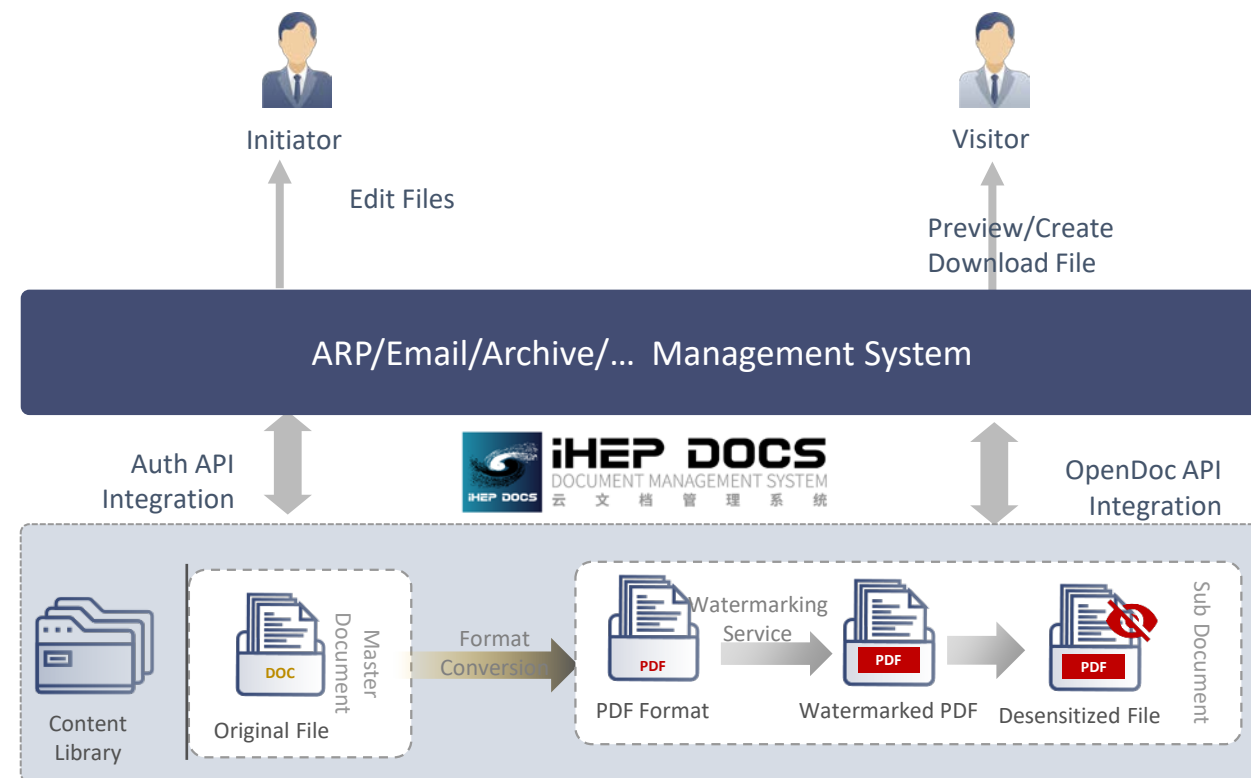 Initiator
Visitor
Edit Files
Preview/Create
Download File
ARP/Email/Archive/… Management System
Auth API
Integration
iHEP DOCS
iHEP DOCS
DOCUMENT MANAGEMENT SYSTEM
云文档管理系统
OpenDoc API
Integration
Content
Library
DOC
Original File
Master
Document
Format
Conversion
PDF
PDF Format
Watermarking
Service
PDF
Watermarked PDF
PDF
Desensitized File
Sub Document